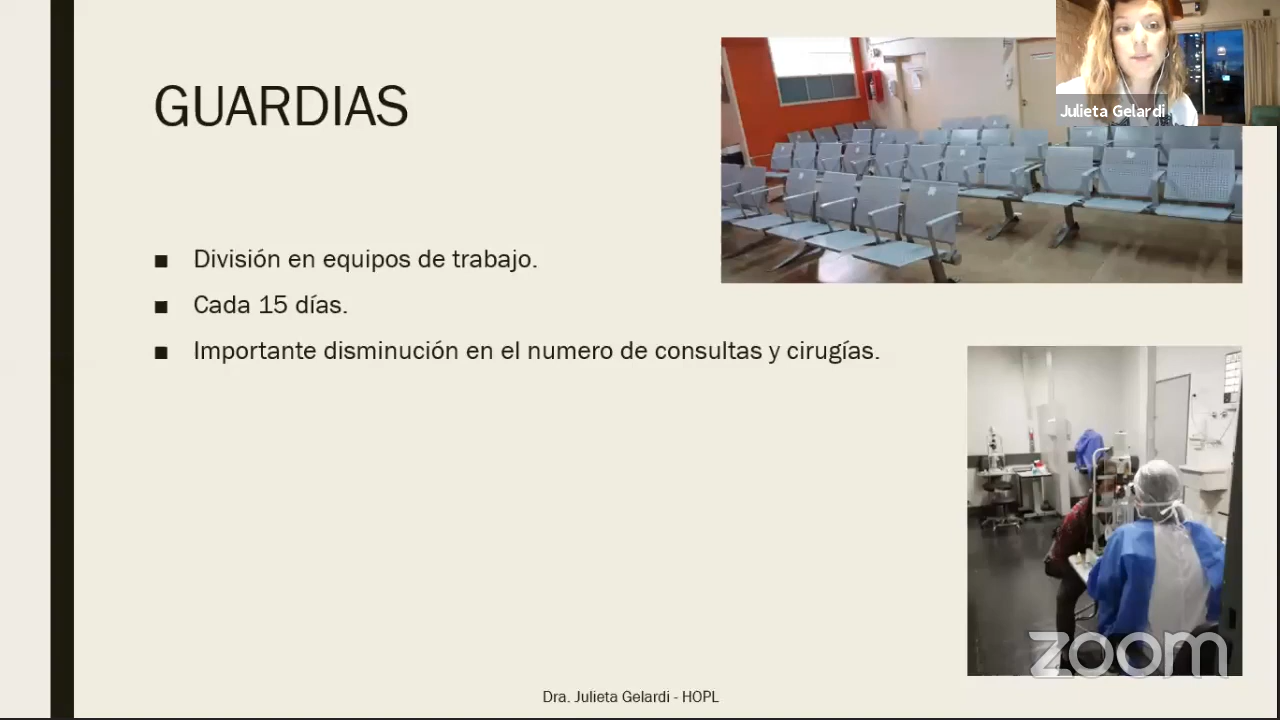 GUARDIAS
Julieta Gelardi
■ División en equipos de trabajo.
■ Cada 15 días.
■ Importante disminución en el numero de consultas y cirugías.
zoom
Dra. Julieta Gelardi - HOPL